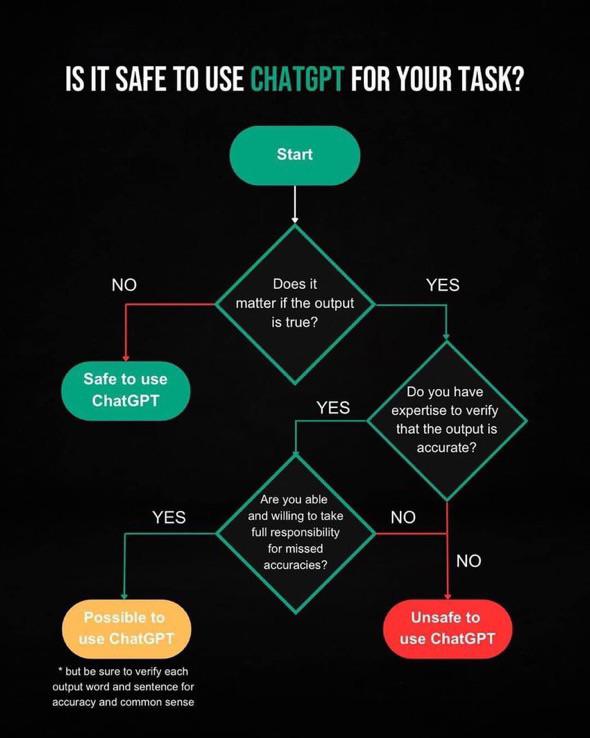 IS IT SAFE TO USE CHATGPT FOR YOUR TASK?
Start
NO
YES
Does it
matter if the output
is true?
Safe to use
ChatGPT
Do you have
expertise to verify
that the output is
accurate?
YES
Are you able
and willing to take
full responsibility
for missed
accuracies?
YES
NO
NO
Possible to
use ChatGPT
Unsafe to
use ChatGPT
* but be sure to verify each
output word and sentence for
accuracy and common sense